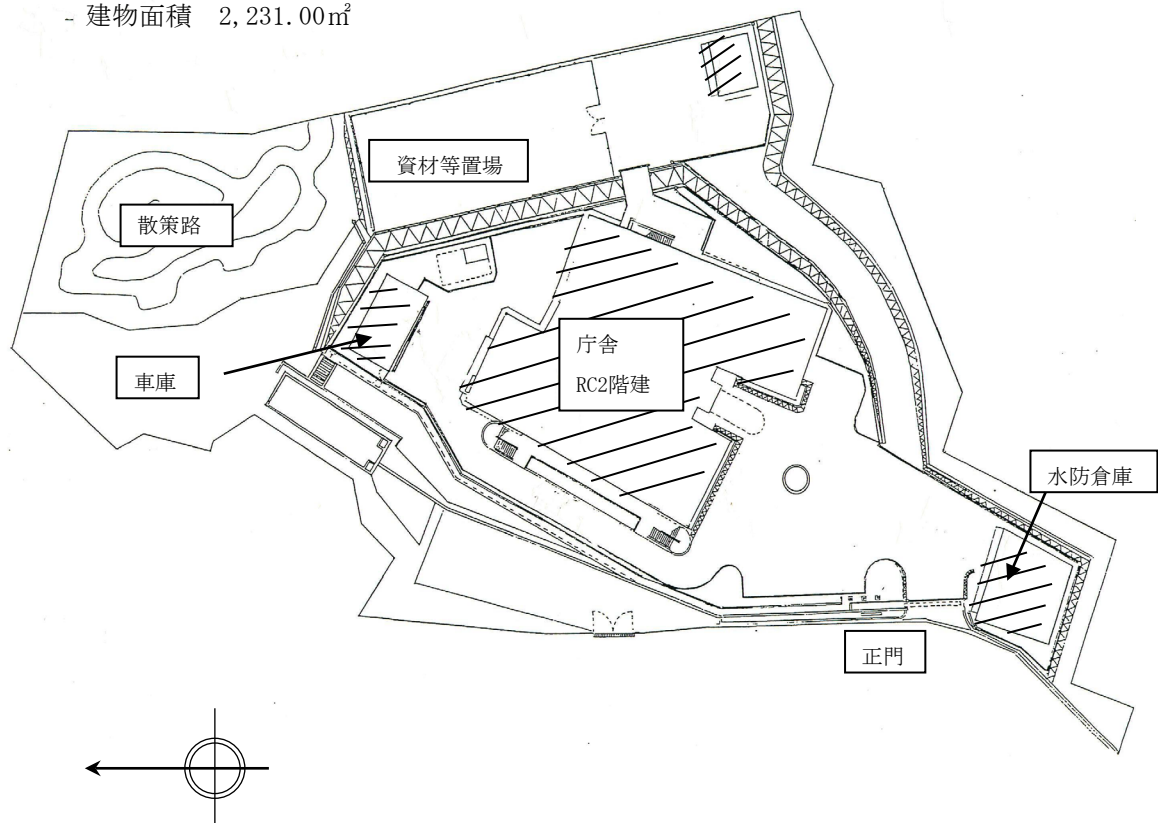 - 建物面積 2,231.00㎡
資材等置場
散策路
庁舎
RC2階建
車庫
水防倉庫
正門